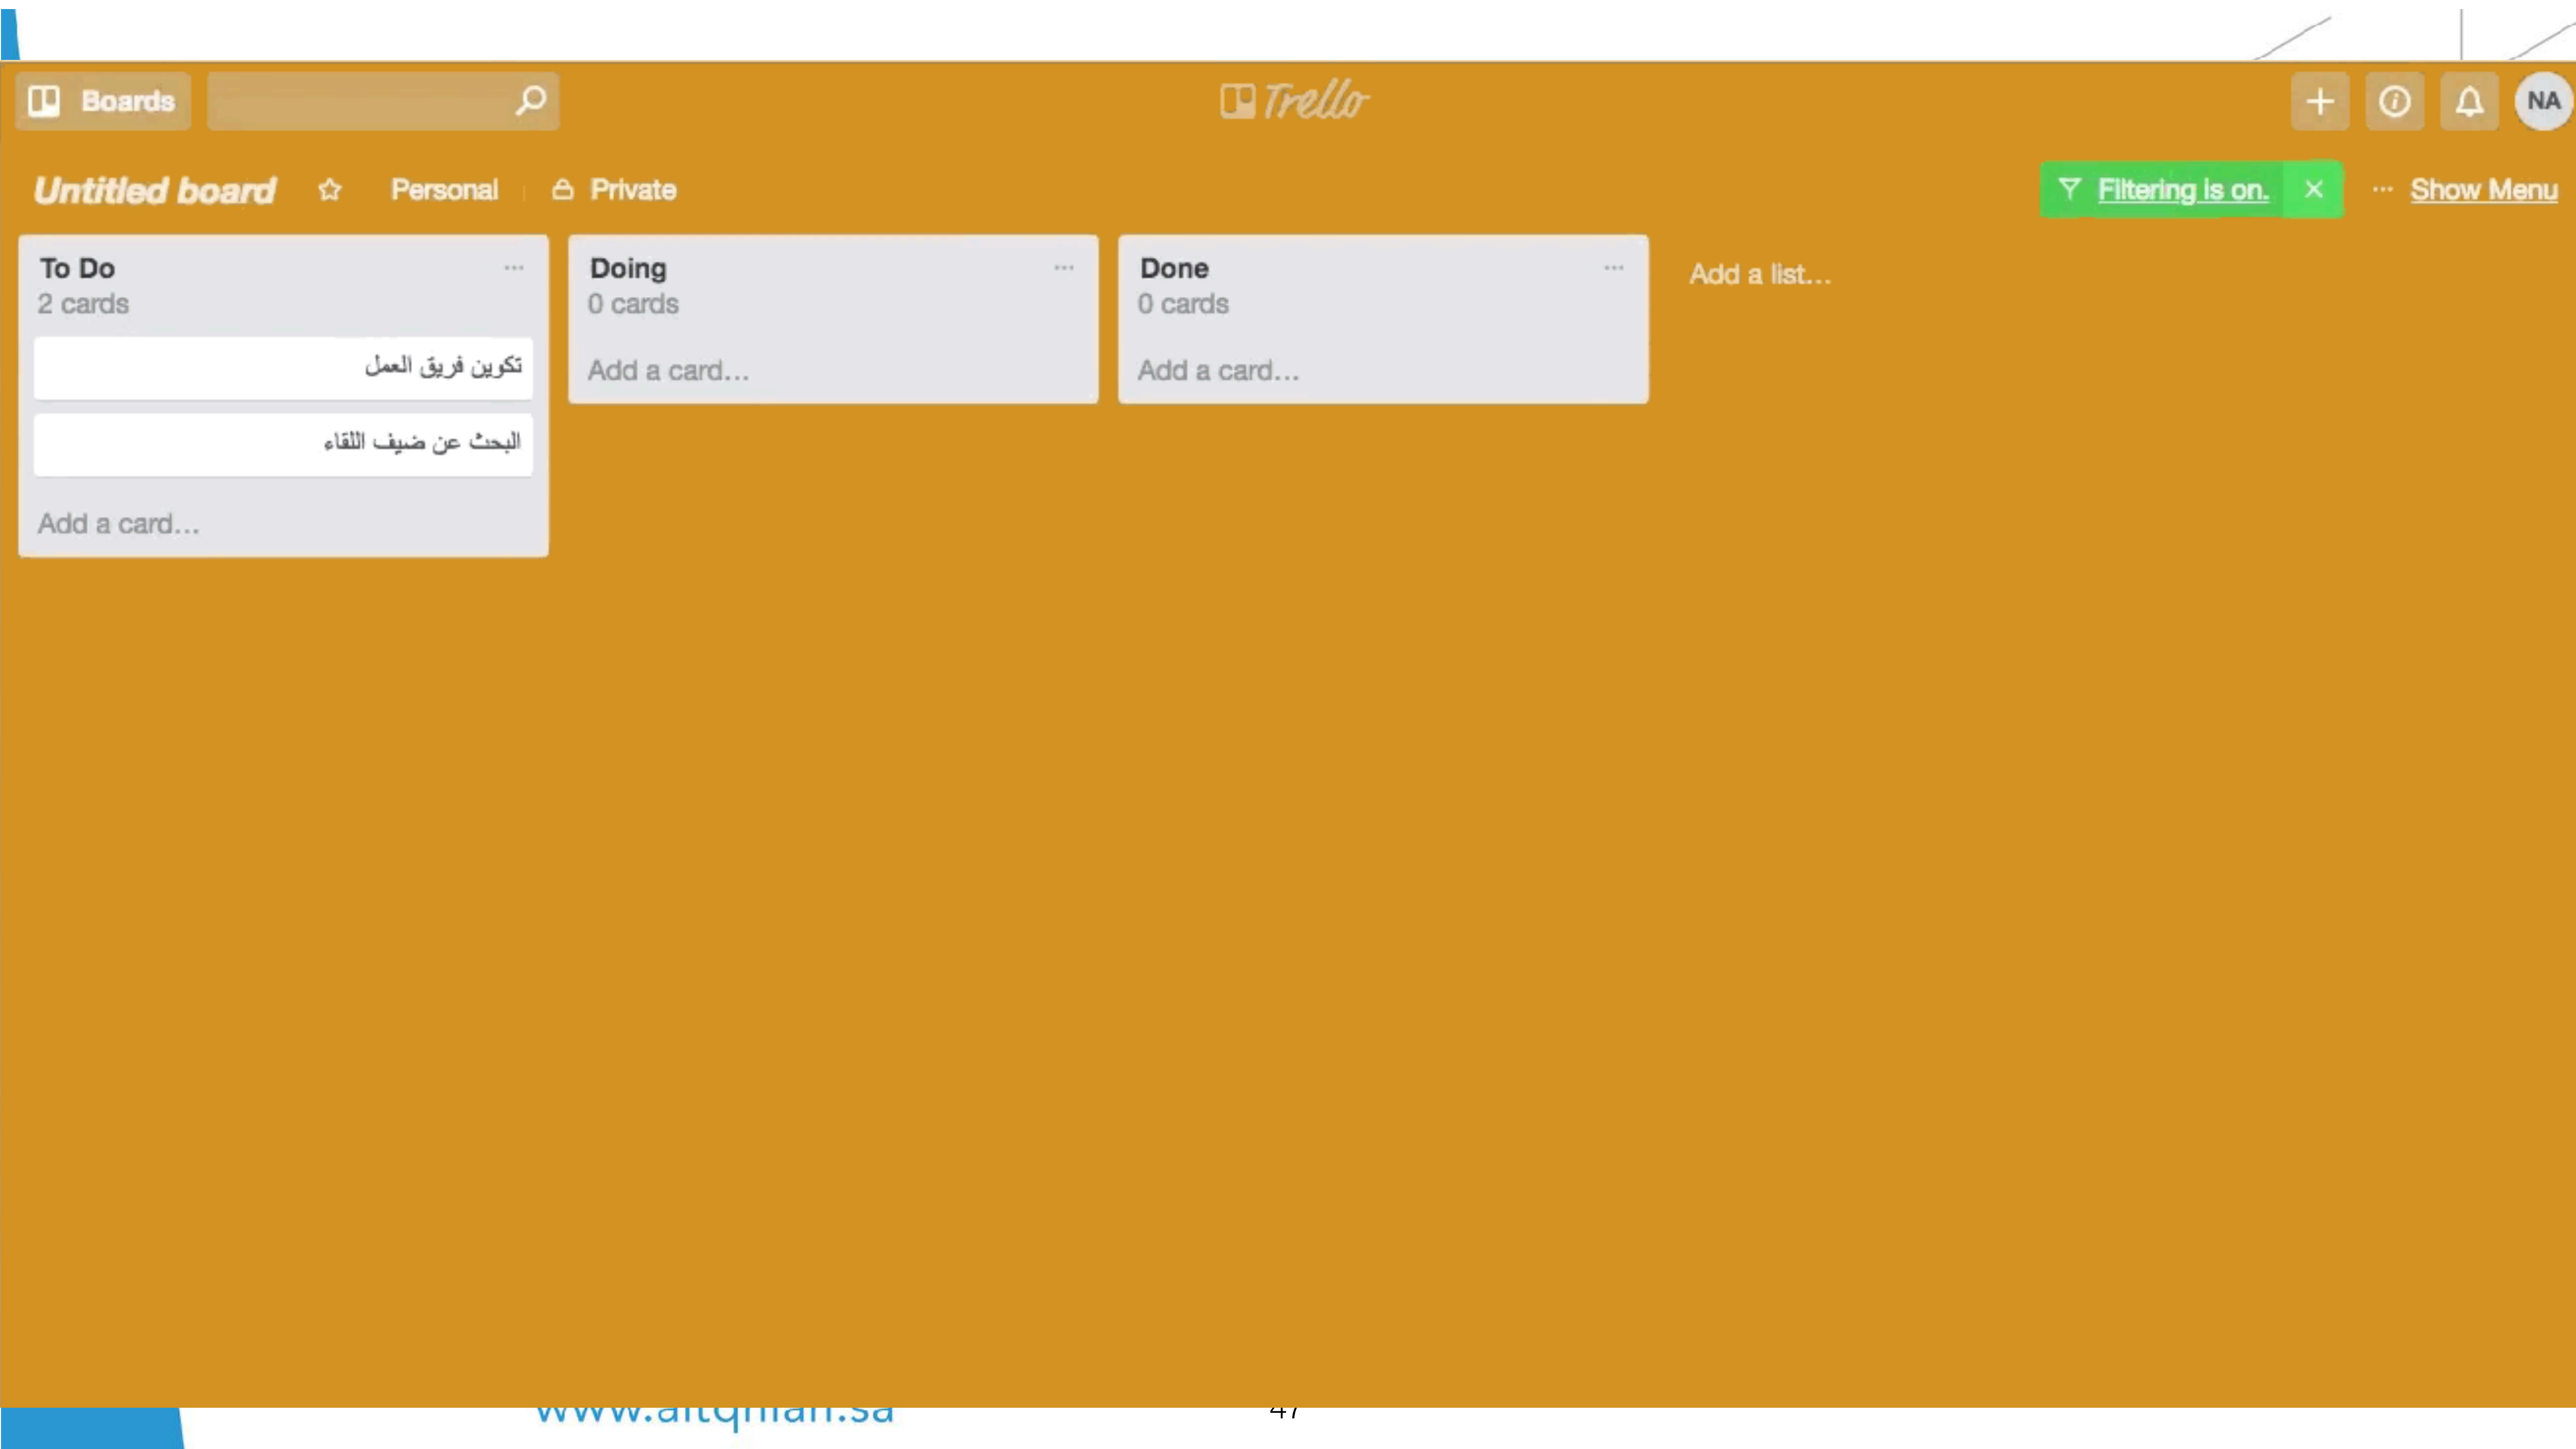 Boards
Trello
NA
Untitled board
Personal
Private
Filtering is on.
Show Menu
To Do
2 cards
تكوين فريق العمل
البحث عن ضيف اللقاء
Add a card...
Doing
0 cards
Add a card...
Done
0 cards
Add a card...
Add a list...
47